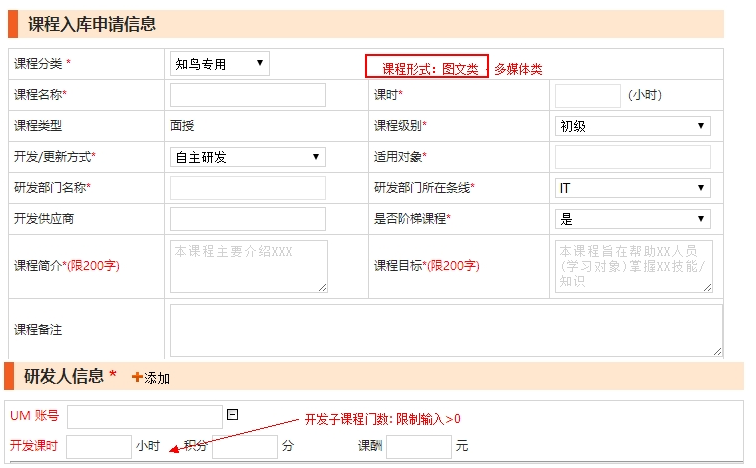 课程入库申请信息
课程分类 * 知鸟专用 课程形式：图文类 、多媒体类
课程名称* 课时* (小时)
课程类型 面授 课程级别* 初级
开发/更新方式* 自主研发 适用对象*
研发部门名称* 研发部门所在条线* IT
开发供应商 是否阶梯课程* 是
课程简介*(限200字) 本课程主要介绍XXX 课程目标*(限200字) 本课程旨在帮助XX人员
(学习对象)掌握XX技能/
知识
课程备注
研发人信息 * 添加
UM 账号 开发子课程门数: 限制输入>0
开发课时 小时 积分 分 课酬 元